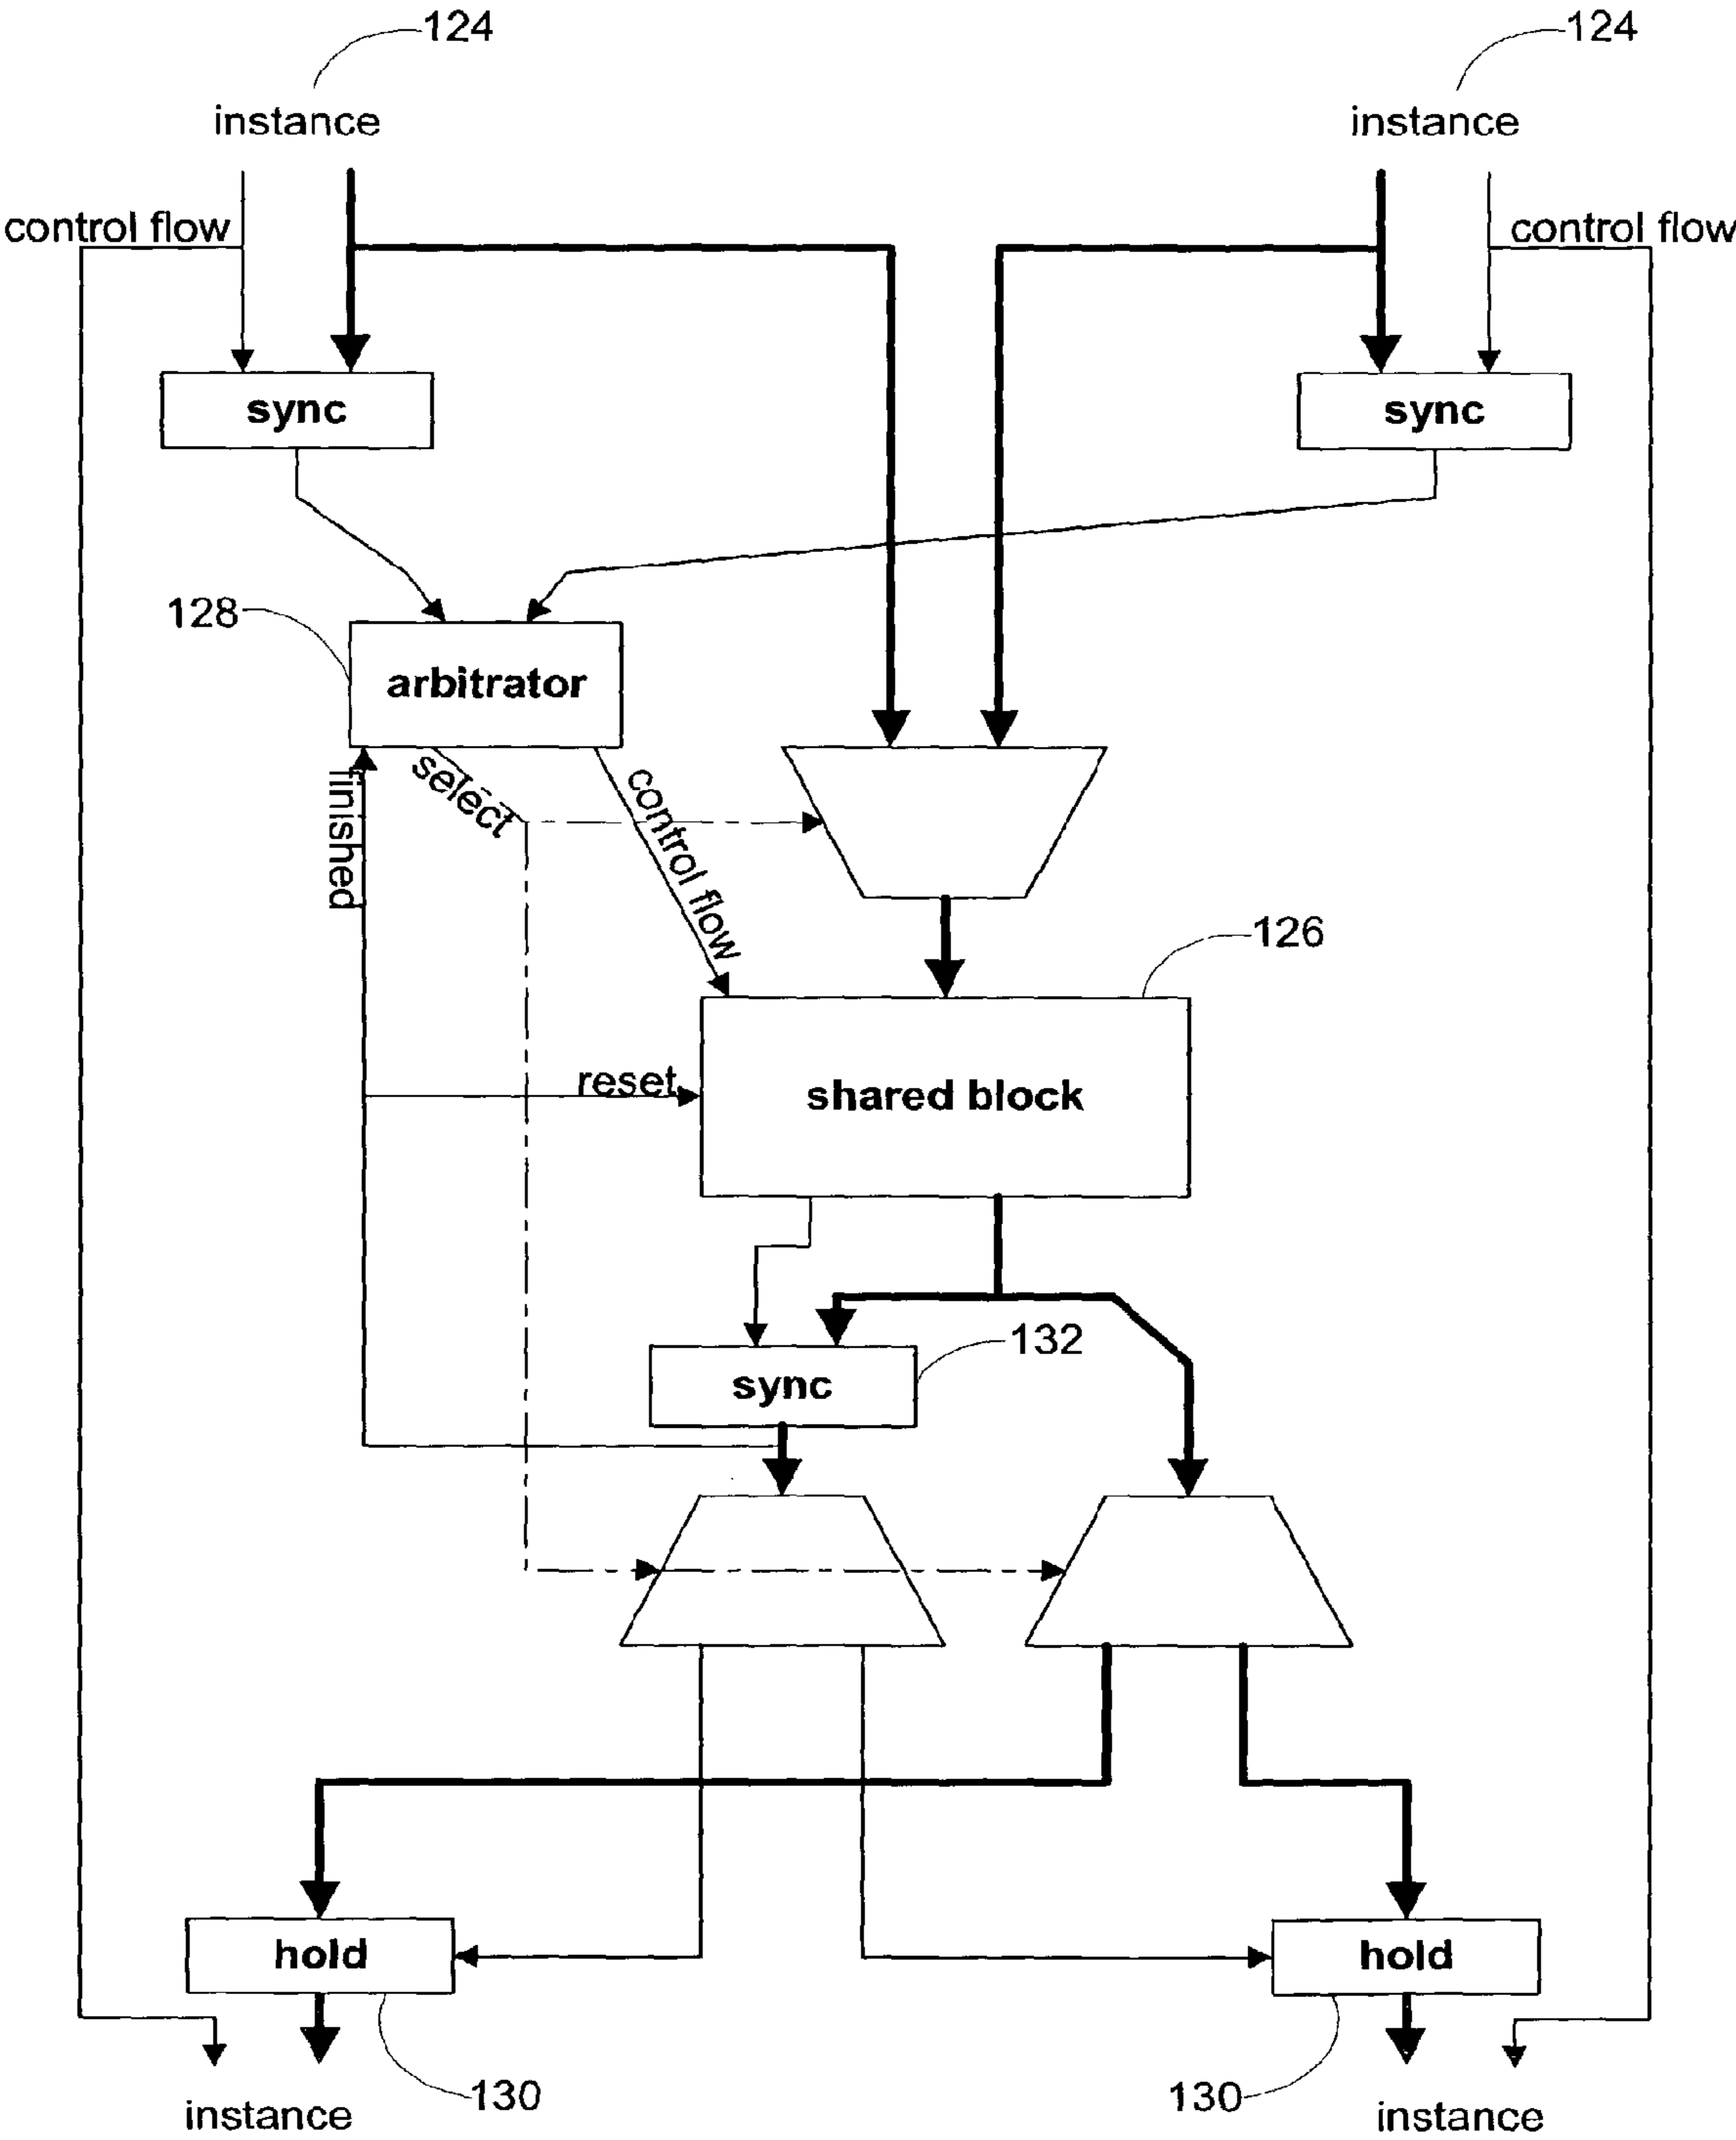 124
124
instance
instance
control flow
control flow
sync
sync
128
arbitrator
finished
select
control flow
126
reset
shared block
132
sync
hold
hold
130
130
instance
instance